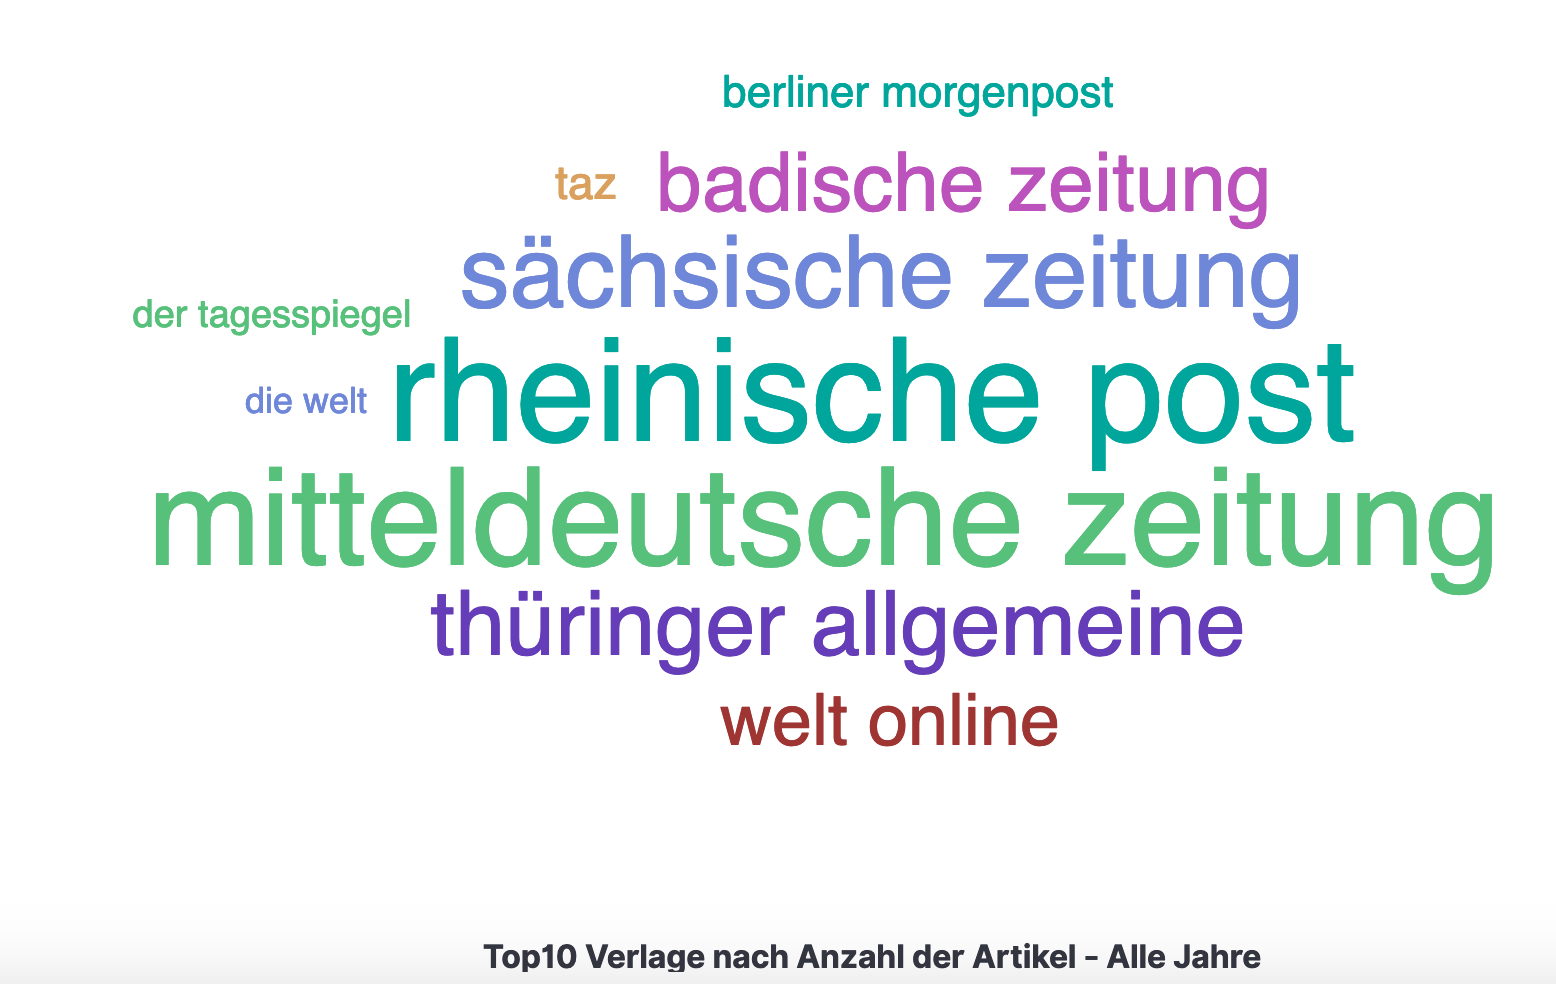 berliner morgenpost
taz
badische zeitung
sächsische zeitung
der tagesspiegel
rheinische post
die welt
mitteldeutsche zeitung
thüringer allgemeine
welt online
Top10 Verlage nach Anzahl der Artikel - Alle Jahre